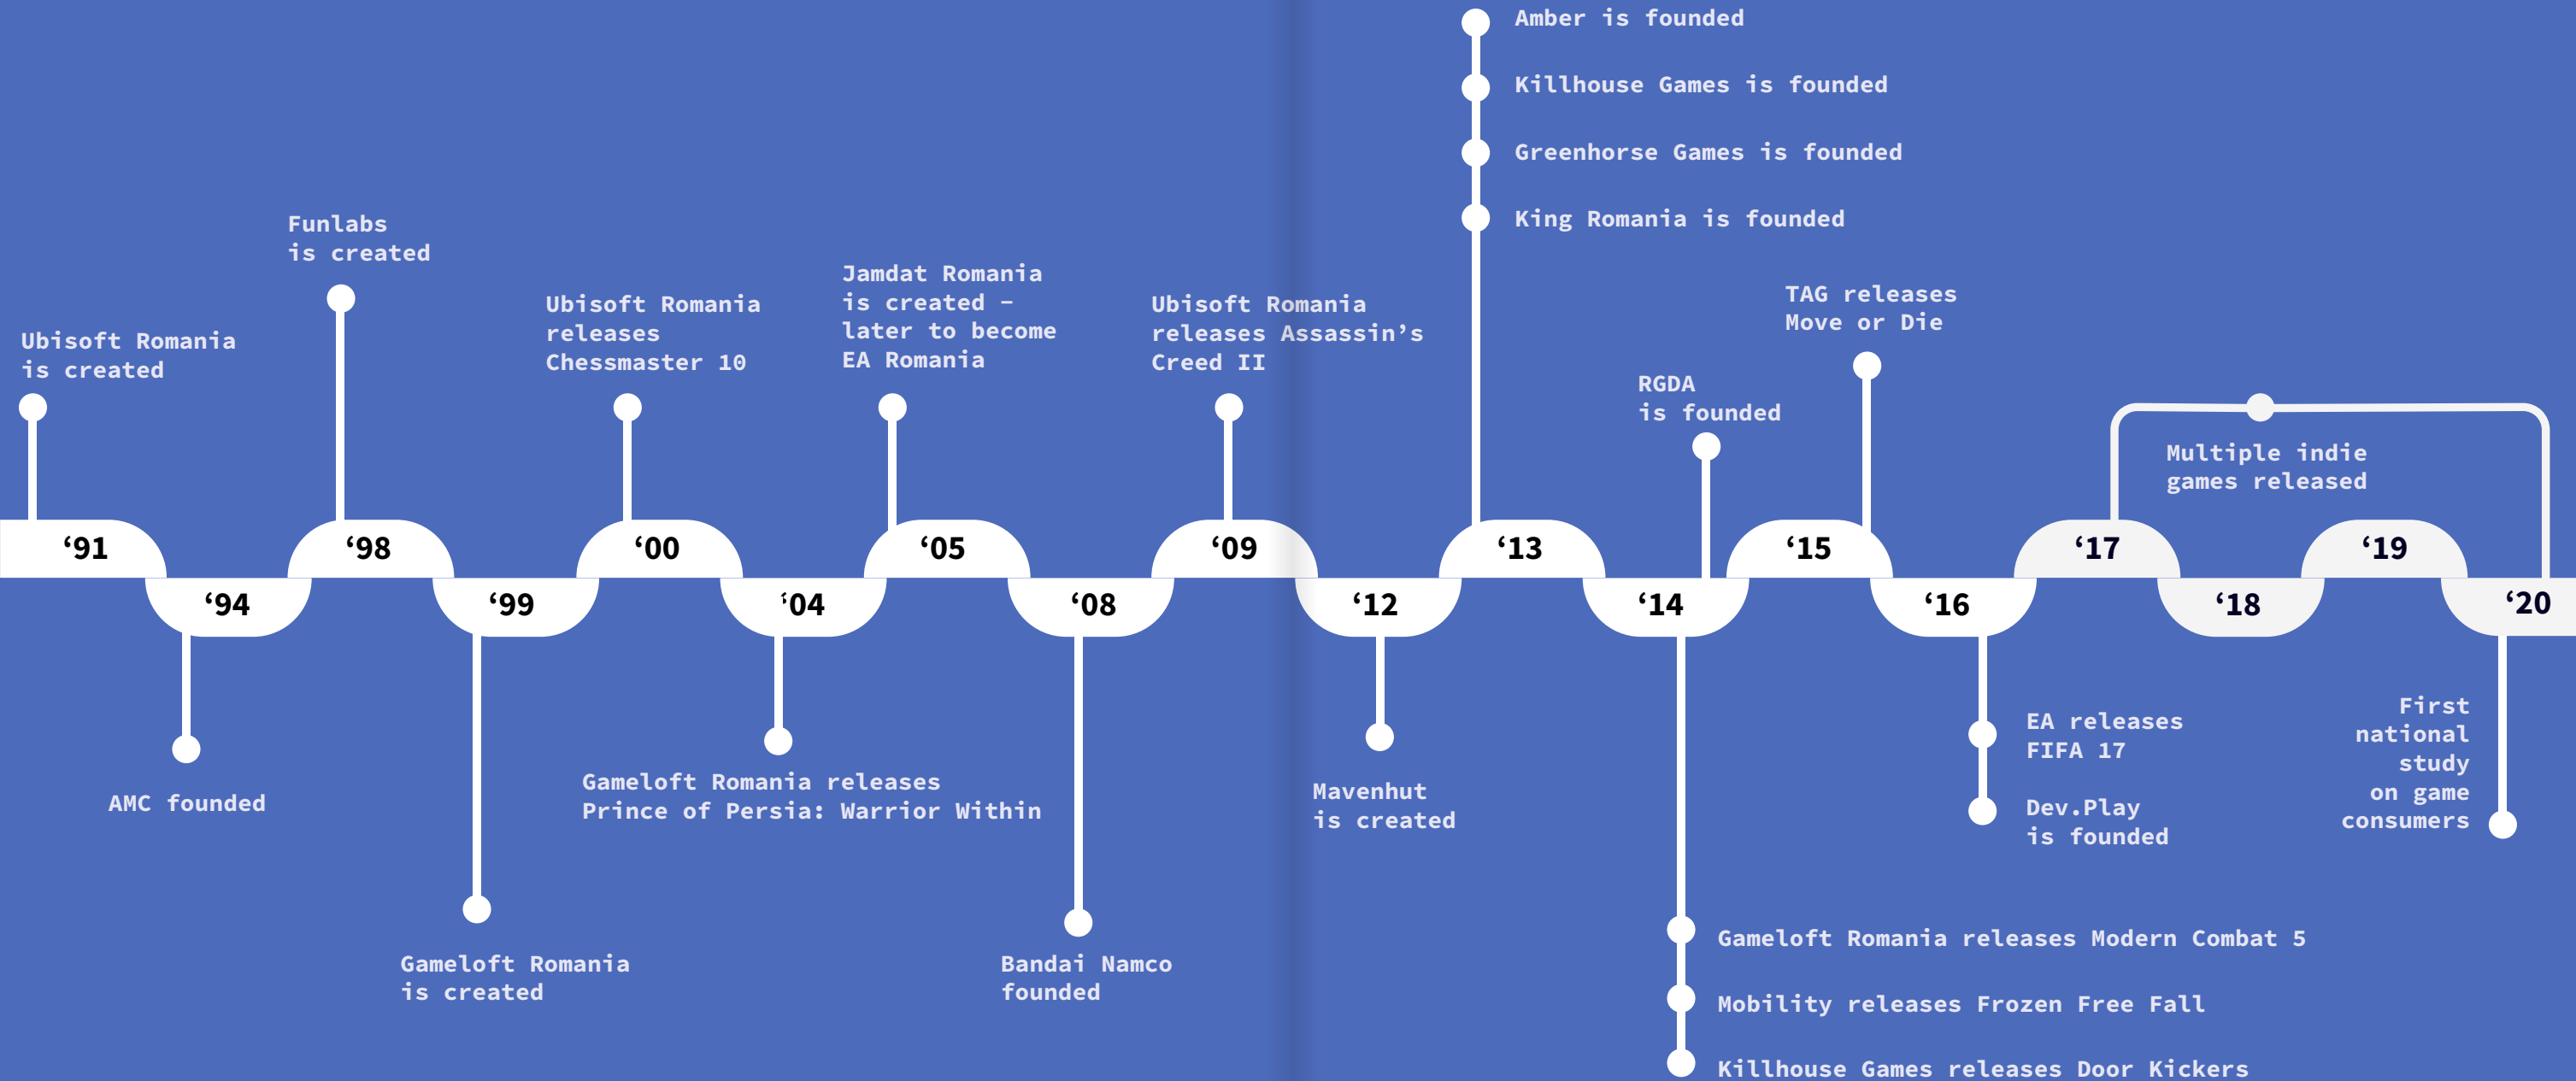 Amber is founded
Killhouse Games is founded
Greenhorse Games is founded
King Romania is founded
Funlabs
is created
Ubisoft Romania
is created
Ubisoft Romania
releases
Chessmaster 10
Jamdat Romania
is created –
later to become
EA Romania
Ubisoft Romania
releases Assassin’s
Creed II
TAG releases
Move or Die
RGDA
is founded
Multiple indie
games released
‘91
‘98
‘00
‘05
‘09
‘13
‘15
‘17
‘19
‘94
‘99
‘04
‘08
‘12
‘14
‘16
‘18
‘20
AMC founded
Gameloft Romania releases
Prince of Persia: Warrior Within
Mavenhut
is created
EA releases
FIFA 17
Dev.Play
is founded
First
national
study
on game
consumers
Gameloft Romania
is created
Bandai Namco
founded
Gameloft Romania releases Modern Combat 5
Mobility releases Frozen Free Fall
Killhouse Games releases Door Kickers